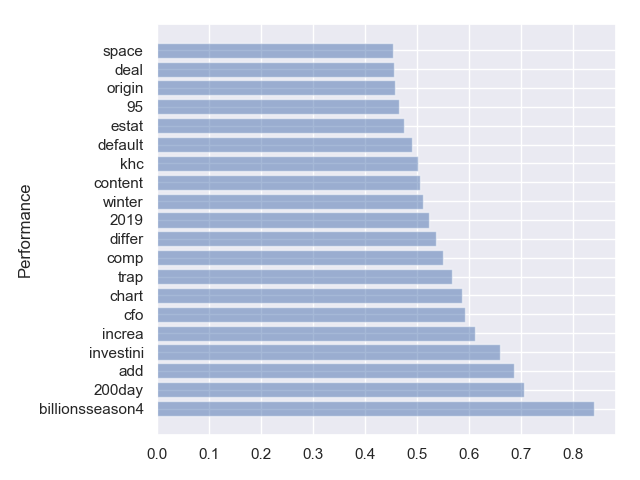 space
deal
origin
95
estat
default
khc
content
winter
2019
differ
comp
trap
chart
cfo
increa
investini
add
200day
billionsseason4
Performance
0.0 0.1 0.2 0.3 0.4 0.5 0.6 0.7 0.8